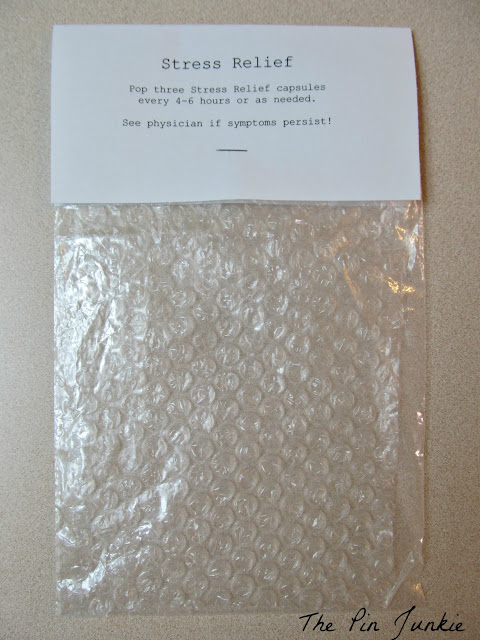 Stress Relief
Pop three Stress Relief capsules
every 4-6 hours or as needed.
See physician if symptoms persist!
The Pin Junkie